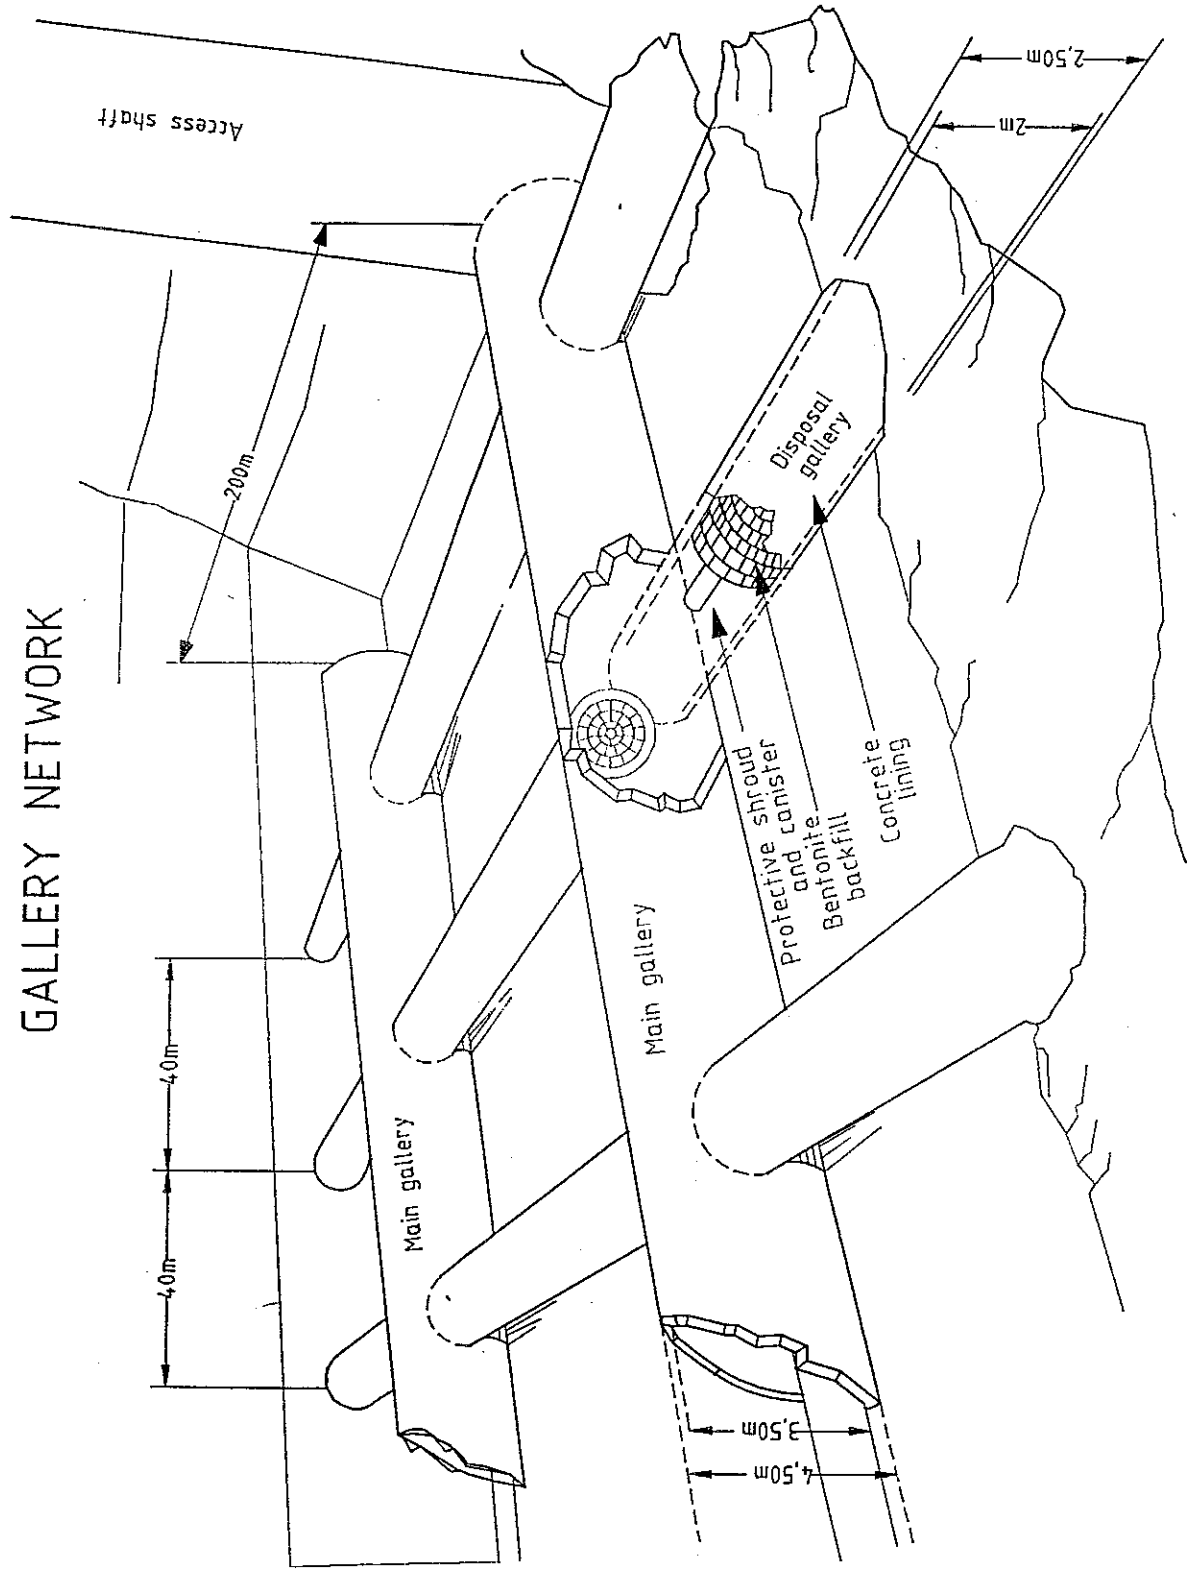 GALLERY NETWORK
Access shaft
200m
40m
40m
2,50m
2m
Main gallery
Main gallery
Disposal
gallery
Protective shroud
and canister
Bentonite
backfill
Concrete
lining
3,50m
4,50m